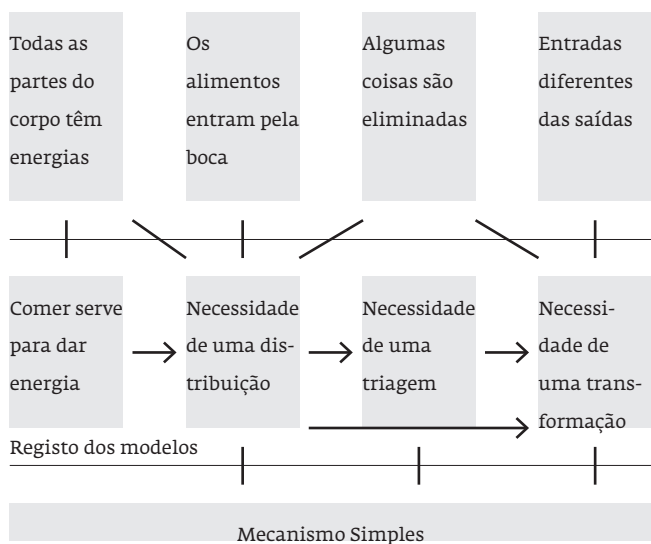 Todas as
partes do
corpo têm
energias
Os
alimentos
entram pela
boca
Algumas
coisas são
eliminadas
Entradas
diferentes
das saídas
Comer serve
para dar
energia
Necessidade
de uma dis-
tribuição
Necessidade
de uma
triagem
Necessi-
dade de
uma trans-
formação
Registo dos modelos
Mecanismo Simples